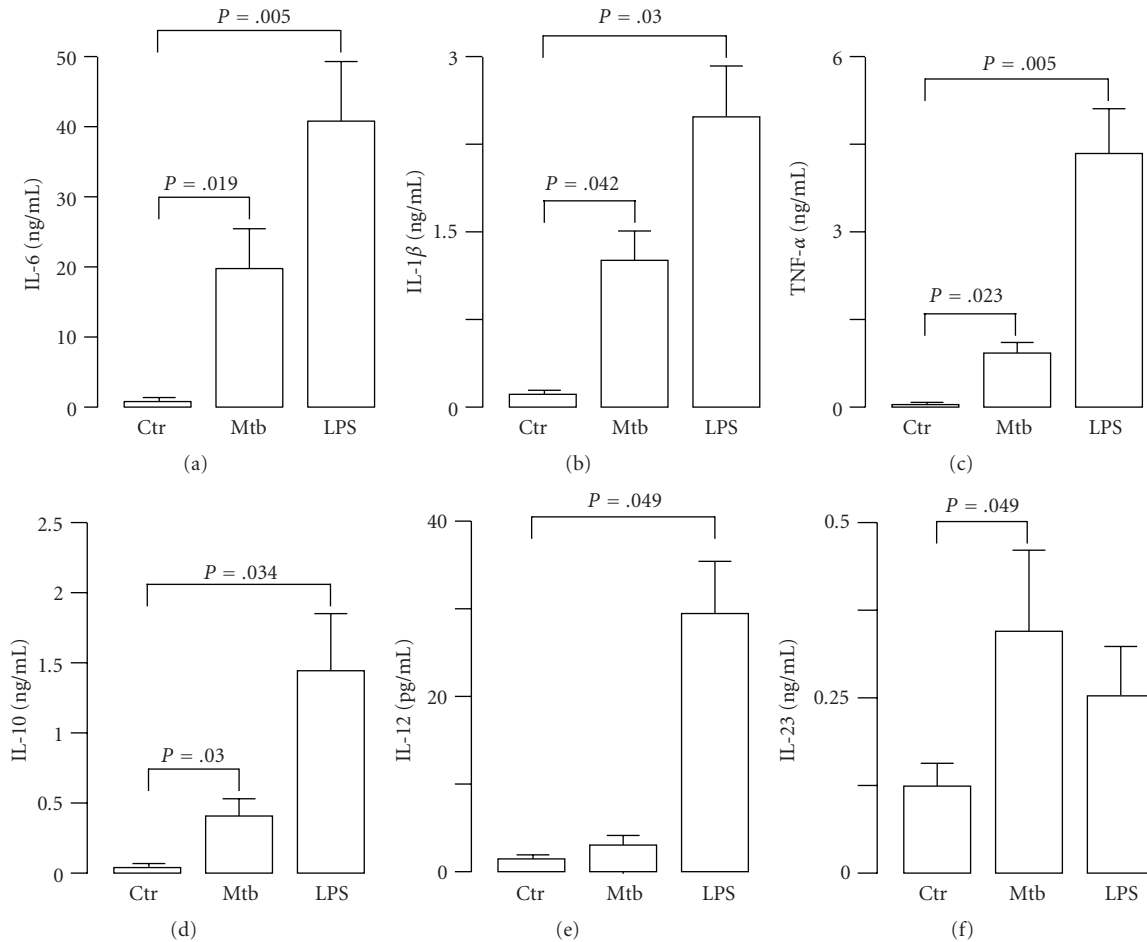 P = .005
50
40
30
20
10
0
IL-6 (ng/mL)
P = .019
Ctr Mtb LPS
(a)
P = .03
3
1.5
0
IL-1β (ng/mL)
P = .042
Ctr Mtb LPS
(b)
P = .005
6
3
0
TNF-α (ng/mL)
P = .023
Ctr Mtb LPS
(c)
2.5
2
1.5
1
0.5
0
IL-10 (ng/mL)
P = .034
P = .03
Ctr Mtb LPS
(d)
P = .049
40
20
0
IL-12 (pg/mL)
Ctr Mtb LPS
(e)
P = .049
0.5
0.25
0
IL-23 (ng/mL)
Ctr Mtb LPS
(f)